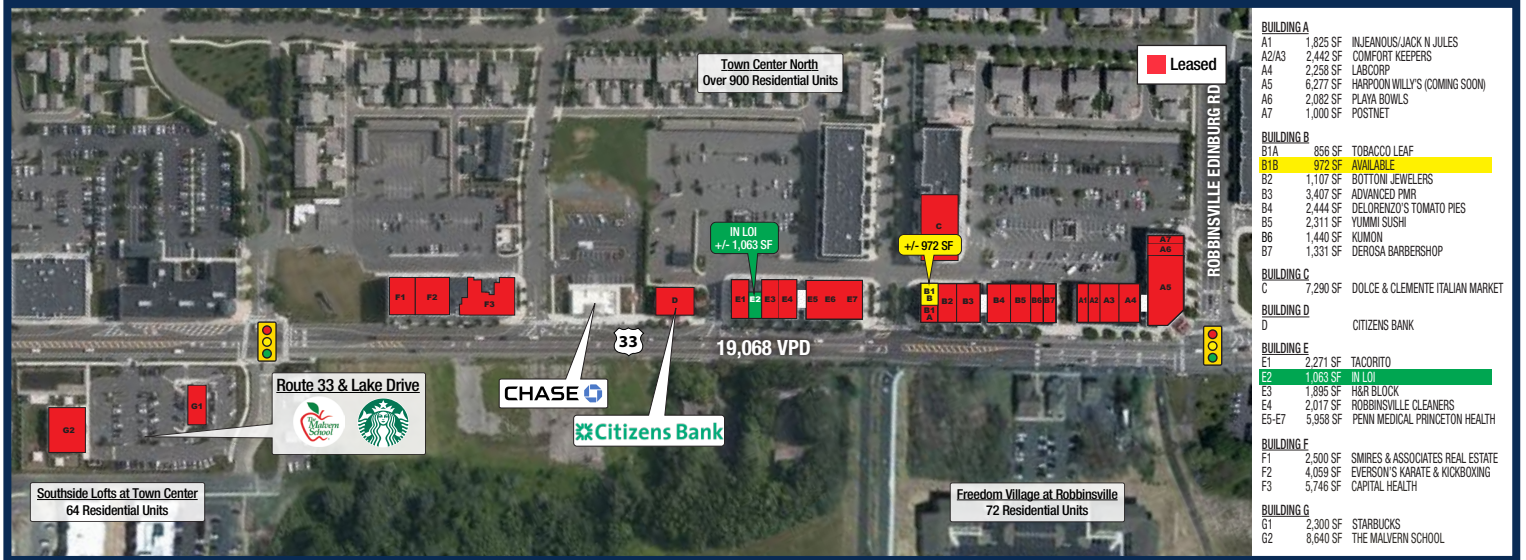 Town Center North
Over 900 Residential Units
Leased
ROBBINSVILLE EDINBURG RD
IN LOI
+/- 1,063 SF
+/- 972 SF
C
A7
A6
A5
F1
F2
F3
D
E1
E2
E3
E4
E5
E6
E7
B1
B
B1
A
B2
B3
B4
B5
B6
B7
A1
A2
A3
A4
33
19,068 VPD
CHASE
Citizens Bank
Route 33 & Lake Drive
The
Malvern
School
G1
G2
Southside Lofts at Town Center
64 Residential Units
Freedom Village at Robbinsville
72 Residential Units
BUILDING A
A1 1,825 SF INJEANOUS/JACK N JULES
A2/A3 2,442 SF COMFORT KEEPERS
A4 2,258 SF LABCORP
A5 6,277 SF HARPOON WILLY'S (COMING SOON)
A6 2,082 SF PLAYA BOWLS
A7 1,000 SF POSTNET
BUILDING B
B1A 856 SF TOBACCO LEAF
B1B 972 SF AVAILABLE
B2 1,107 SF BOTTONI JEWELERS
B3 3,407 SF ADVANCED PMR
B4 2,444 SF DELORENZO'S TOMATO PIES
B5 2,311 SF YUMMI SUSHI
B6 1,440 SF KUMON
B7 1,331 SF DEROSA BARBERSHOP
BUILDING C
C 7,290 SF DOLCE & CLEMENTE ITALIAN MARKET
BUILDING D
D CITIZENS BANK
BUILDING E
E1 2,271 SF TACORITO
E2 1,063 SF IN LOI
E3 1,895 SF H&R BLOCK
E4 2,017 SF ROBBINSVILLE CLEANERS
E5-E7 5,958 SF PENN MEDICAL PRINCETON HEALTH
BUILDING F
F1 2,500 SF SMIRES & ASSOCIATES REAL ESTATE
F2 4,059 SF EVERSON'S KARATE & KICKBOXING
F3 5,746 SF CAPITAL HEALTH
BUILDING G
G1 2,300 SF STARBUCKS
G2 8,640 SF THE MALVERN SCHOOL